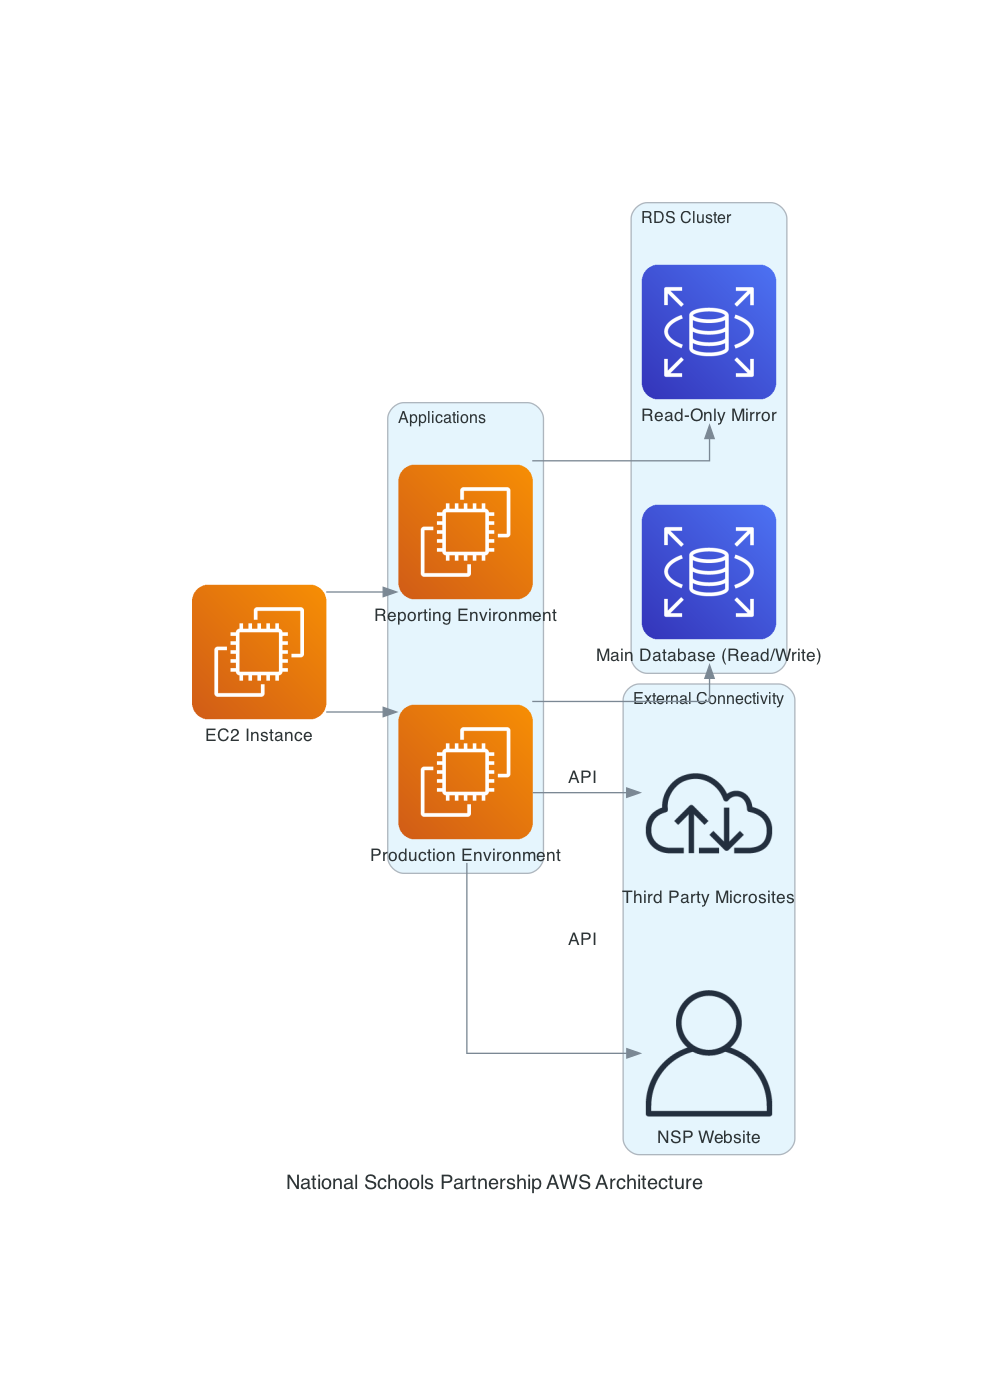 RDS Cluster
Read-Only Mirror
Applications
Reporting Environment
Main Database (Read/Write)
External Connectivity
EC2 Instance
API
Production Environment
Third Party Microsites
API
NSP Website
National Schools Partnership AWS Architecture